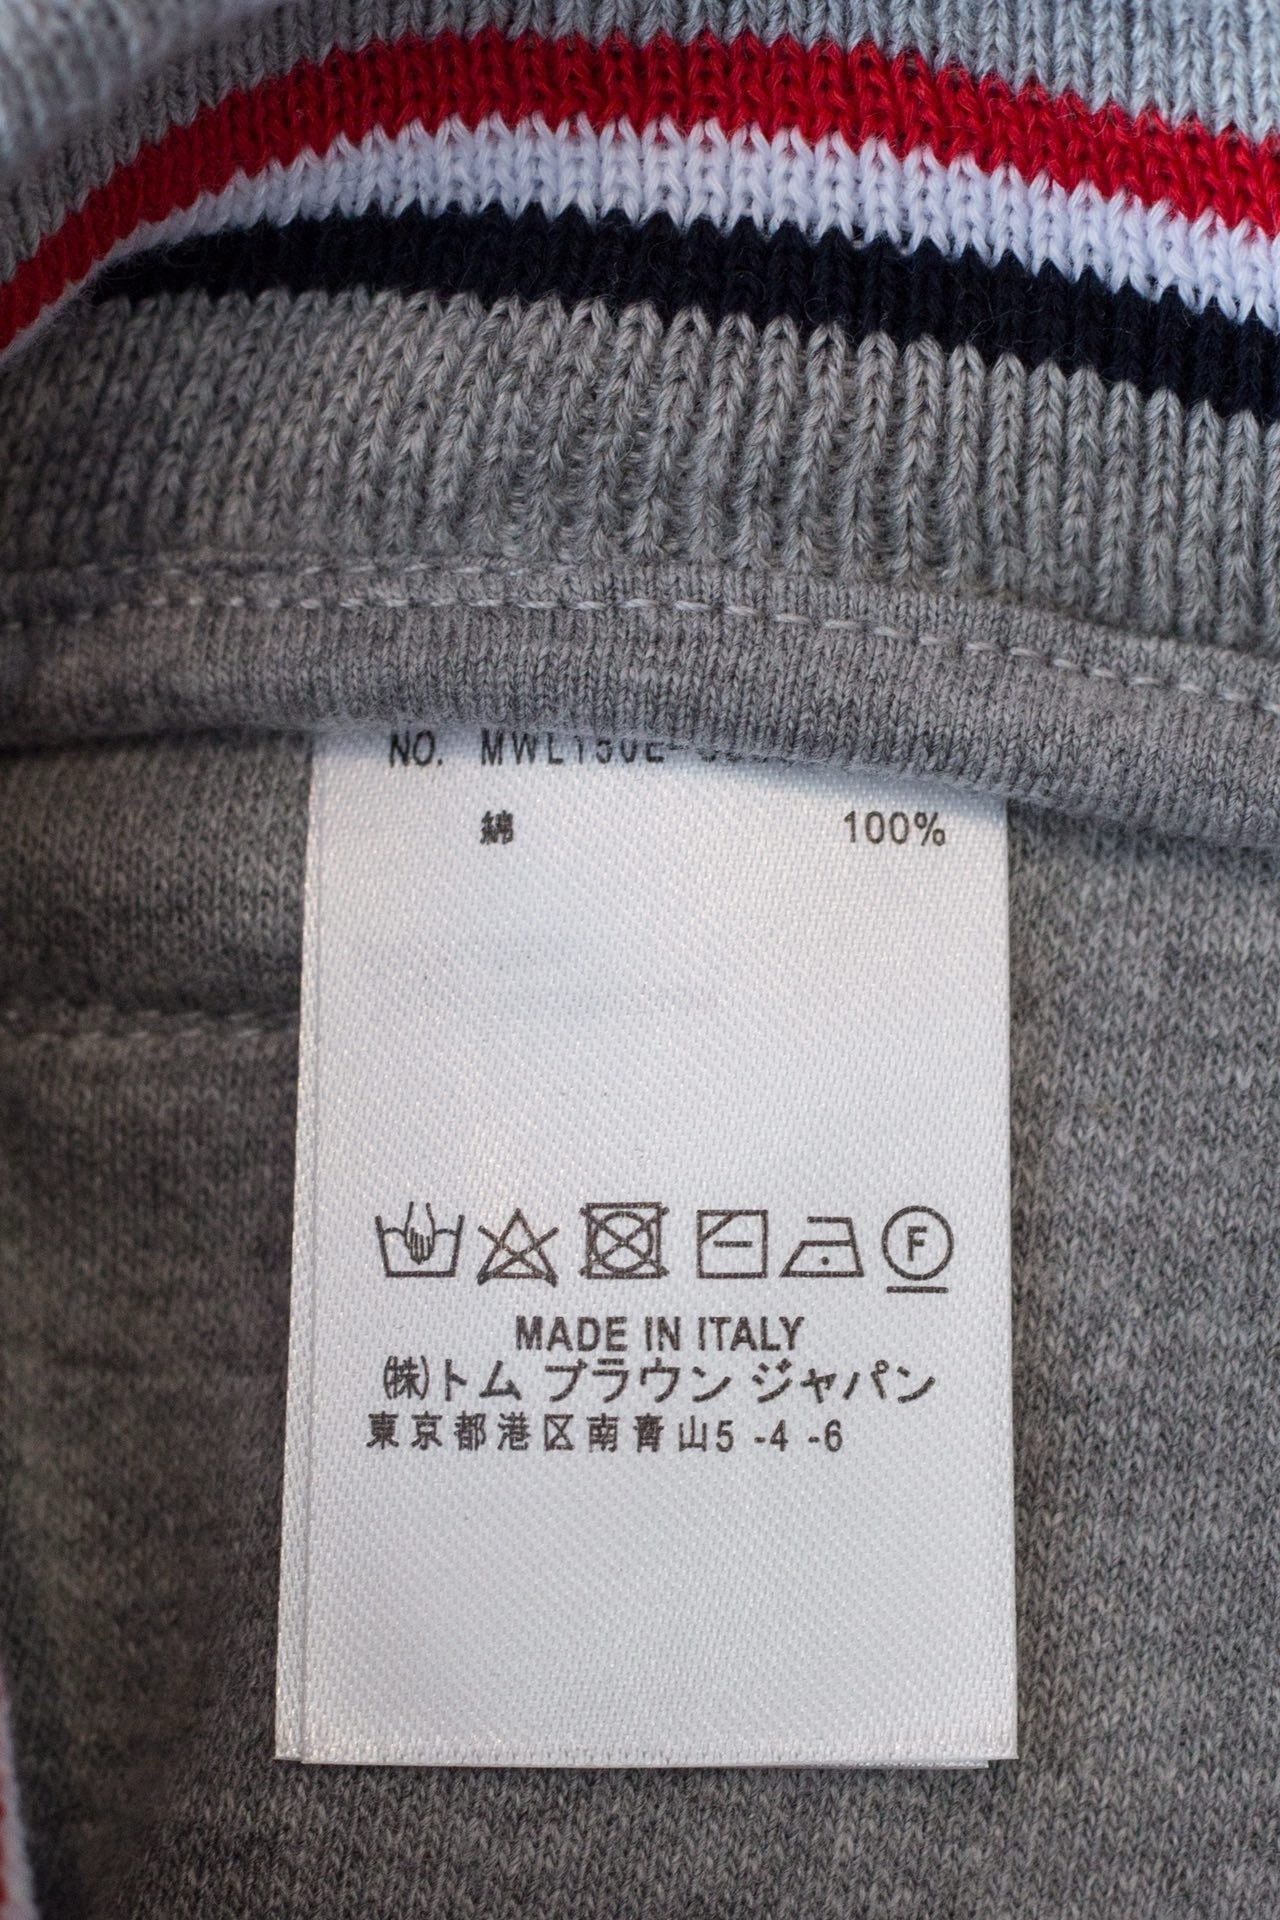 NO. MWL150E-
綿 100%
F
MADE IN ITALY
(株)トム ブラウン ジャパン
東京都港区南青山5 -4 -6